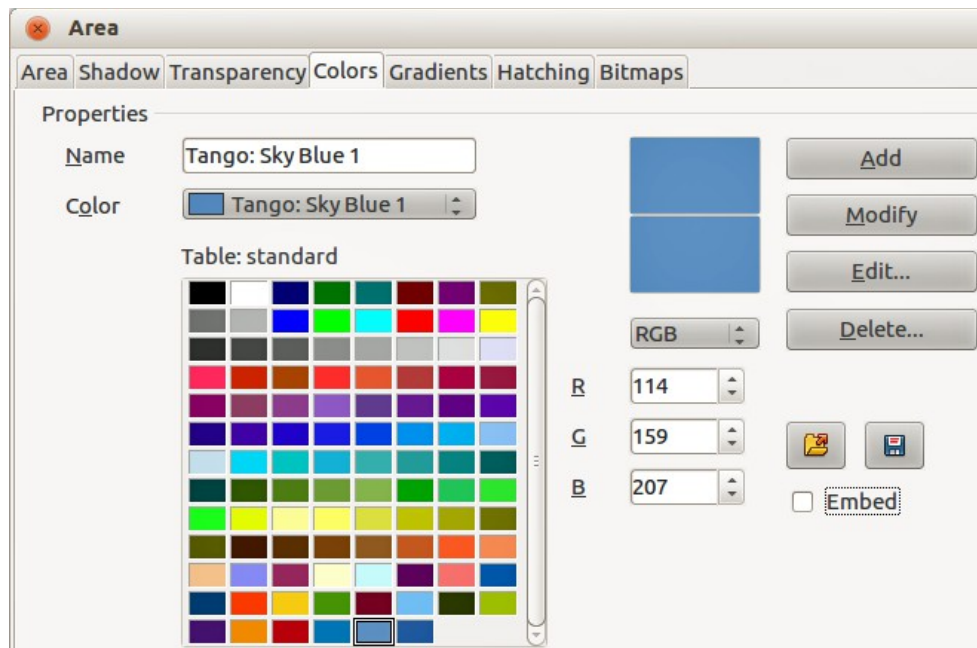 Area
Area Shadow Transparency Colors Gradients Hatching Bitmaps
Properties
Name Tango: Sky Blue 1 Add
Color Tango: Sky Blue 1 Modify
Table: standard Edit...
RGB Delete...
R 114
G 159
B 207
Embed